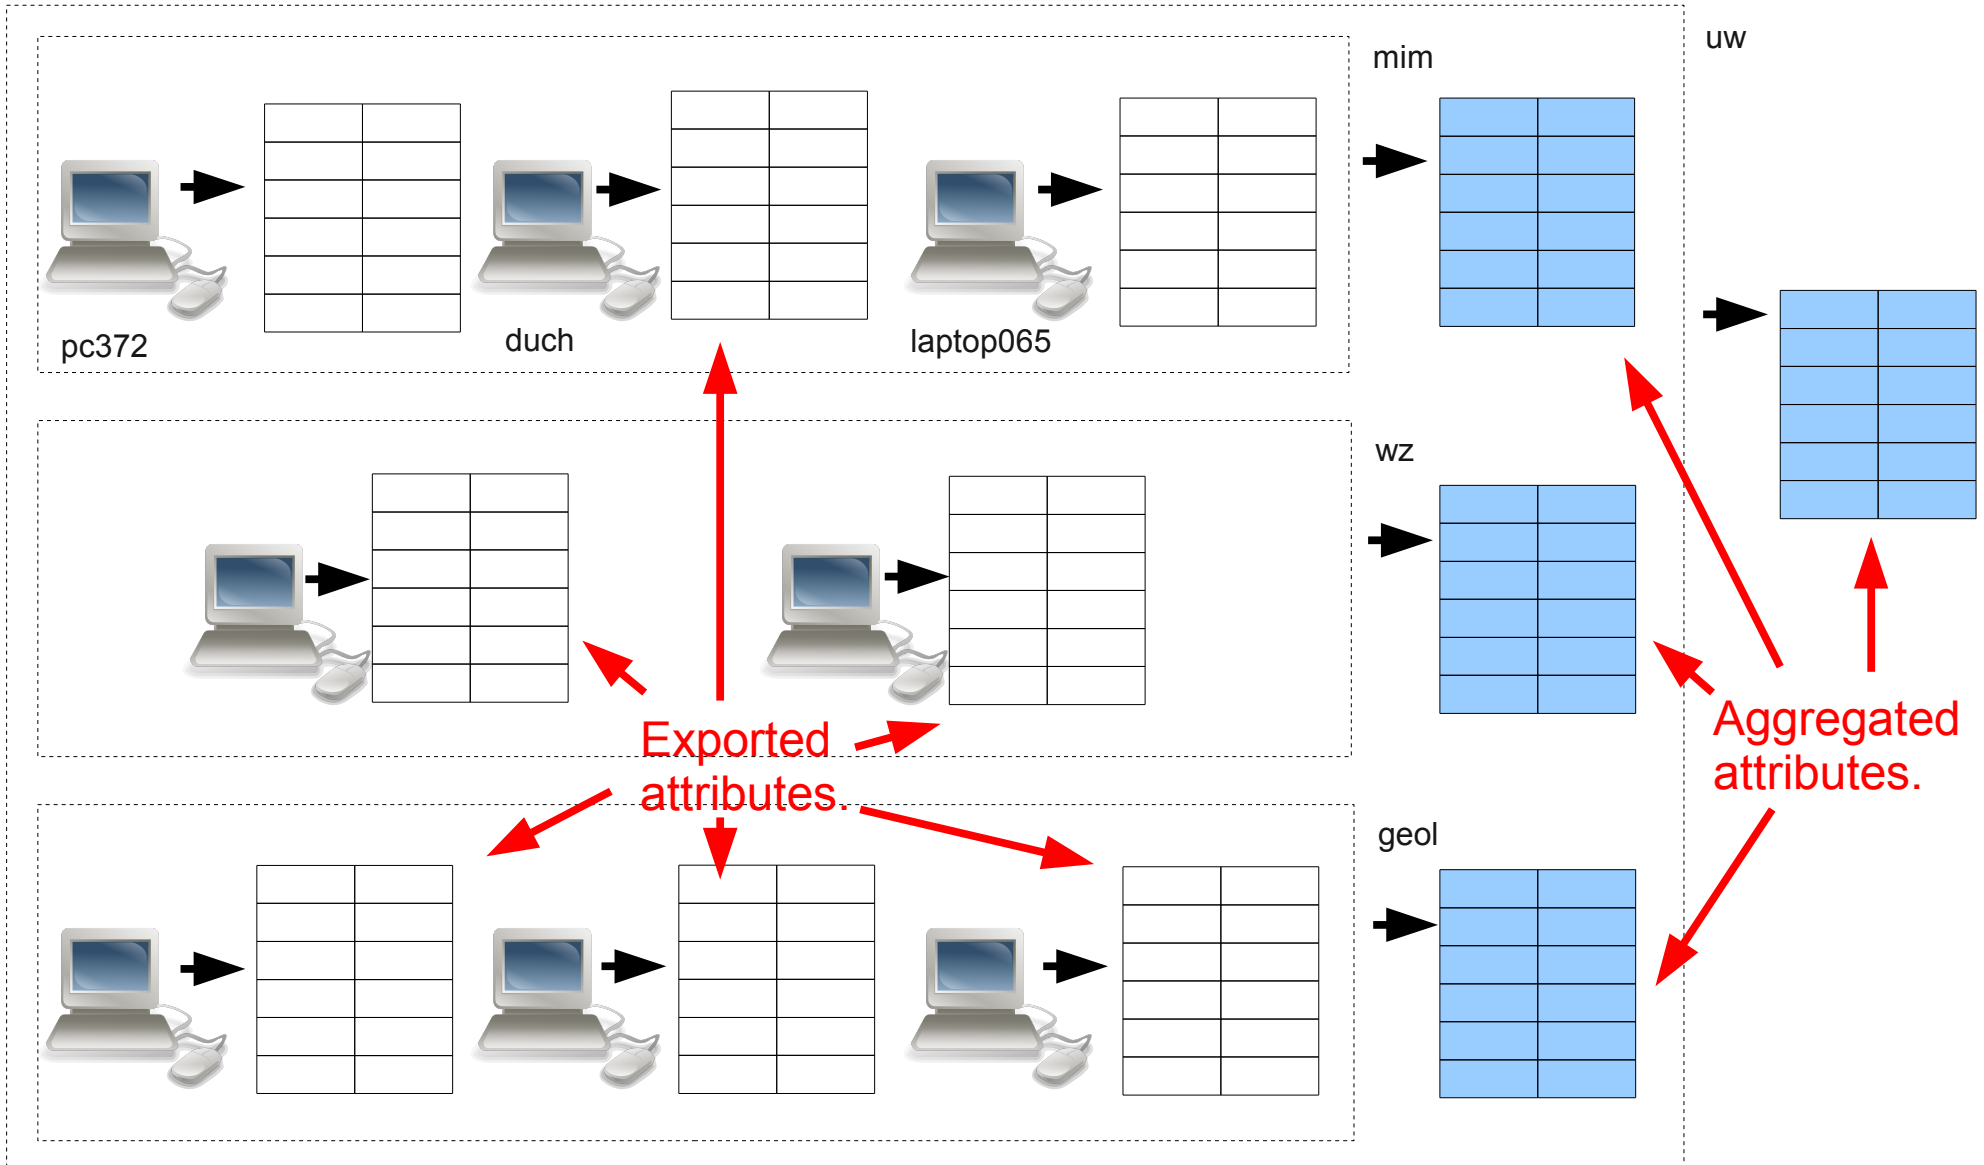 uw
mim
pc372
duch
laptop065
wz
Exported
attributes.
Aggregated
attributes.
geol